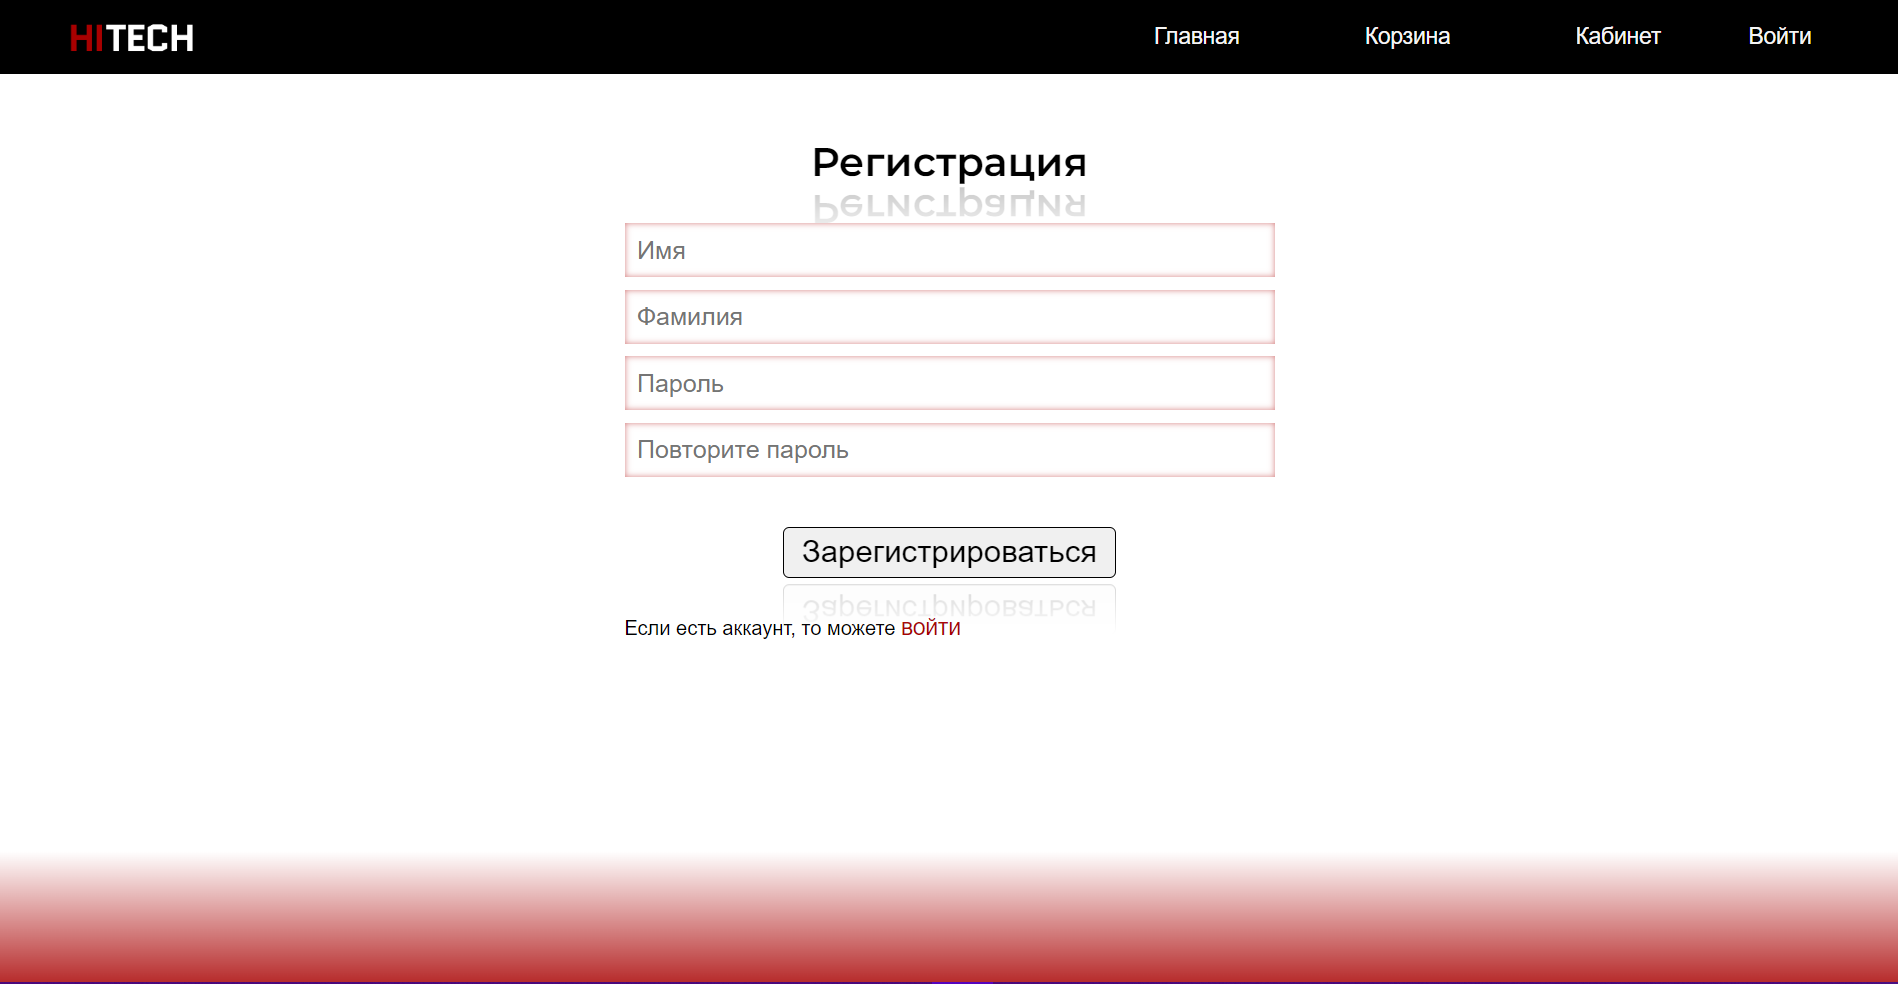 HITECH Главная Корзина Кабинет Войти
Регистрация
Имя
Фамилия
Пароль
Повторите пароль
Зарегистрироваться
Если есть аккаунт, то можете войти